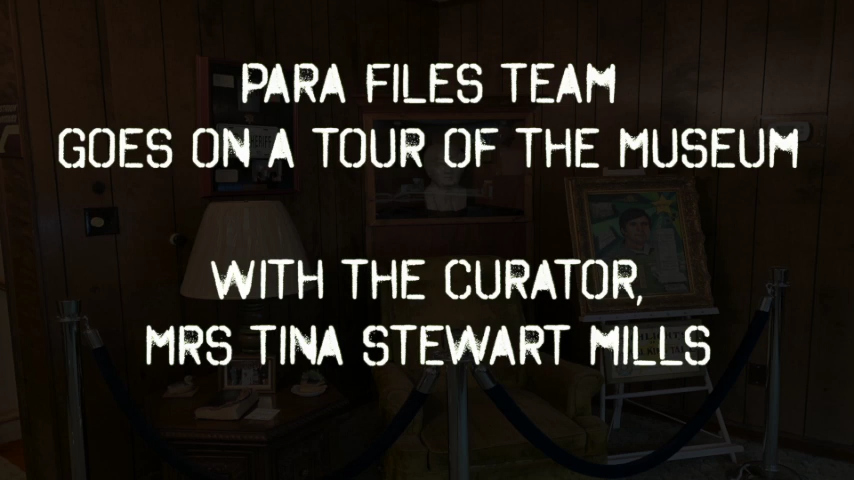 PARA FILES TEAM
GOES ON A TOUR OF THE MUSEUM
WITH THE CURATOR,
MRS TINA STEWART MILLS